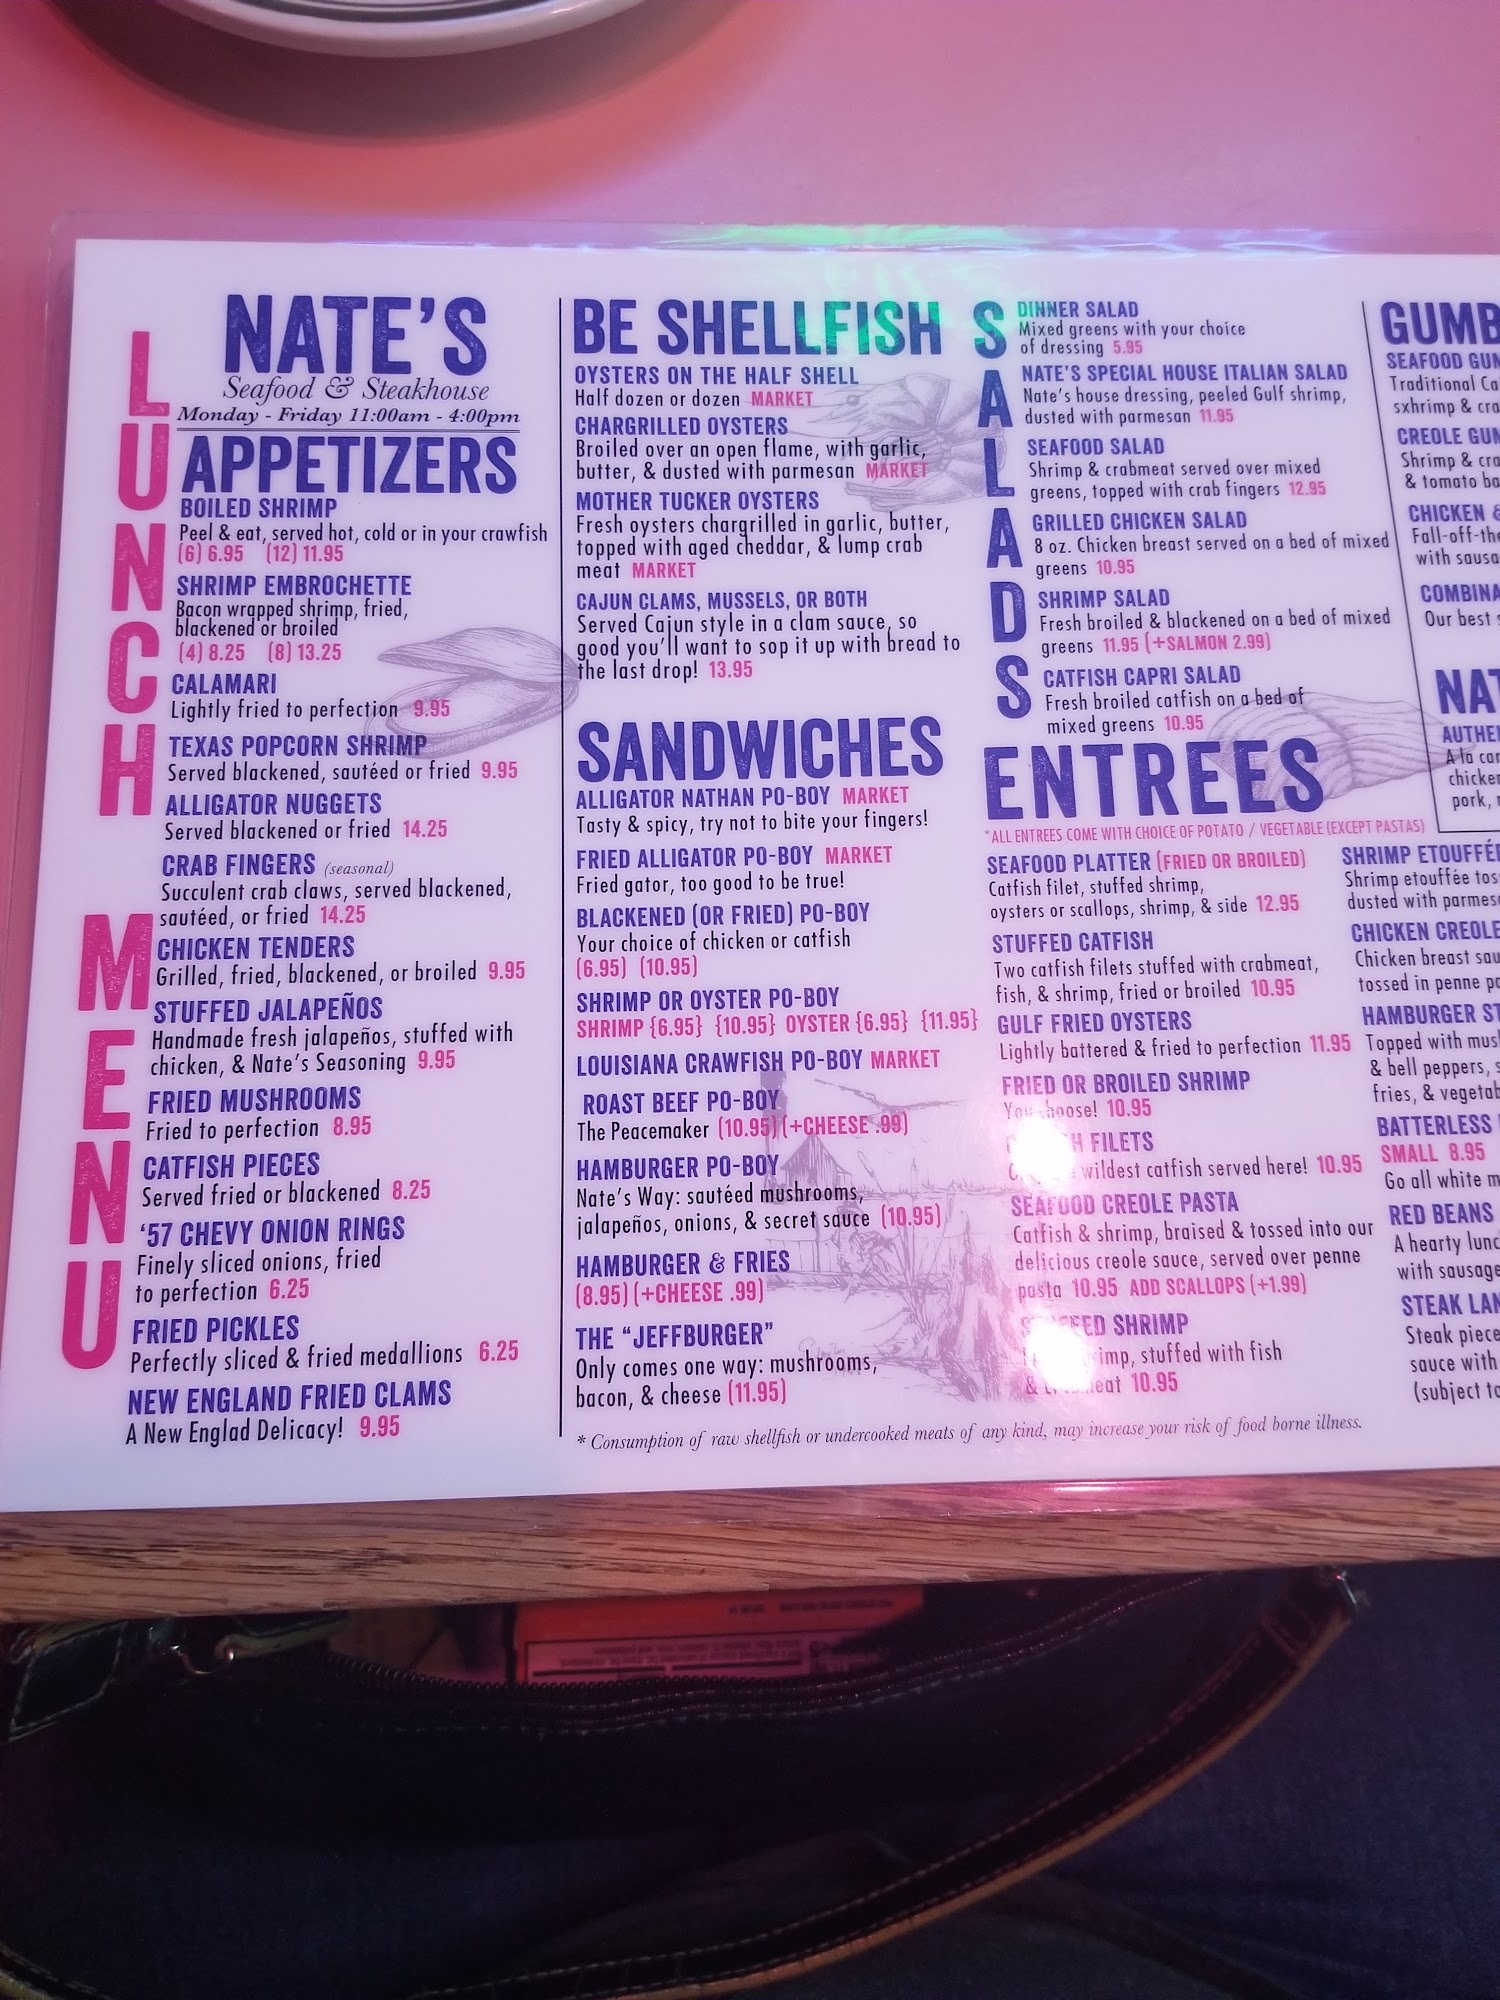 LUNCH MENU
NATE'S
Seafood & Steakhouse
Monday - Friday 11:00am - 4:00pm
APPETIZERS
BOILED SHRIMP
Peel & eat, served hot, cold or in your crawfish
(6) 6.95 (12) 11.95
SHRIMP EMBROCHETTE
Bacon wrapped shrimp, fried,
blackened or broiled
(4) 8.25 (8) 13.25
CALAMARI
Lightly fried to perfection 9.95
TEXAS POPCORN SHRIMP
Served blackened, sautéed or fried 9.95
ALLIGATOR NUGGETS
Served blackened or fried 14.25
CRAB FINGERS (seasonal)
Succulent crab claws, served blackened,
sautéed, or fried 14.25
CHICKEN TENDERS
Grilled, fried, blackened, or broiled 9.95
STUFFED JALAPEÑOS
Handmade fresh jalapeños, stuffed with
chicken, & Nate's Seasoning 9.95
FRIED MUSHROOMS
Fried to perfection 8.95
CATFISH PIECES
Served fried or blackened 8.25
'57 CHEVY ONION RINGS
Finely sliced onions, fried
to perfection 6.25
FRIED PICKLES
Perfectly sliced & fried medallions 6.25
NEW ENGLAND FRIED CLAMS
A New Englad Delicacy! 9.95
BE SHELLFISH
OYSTERS ON THE HALF SHELL
Half dozen or dozen MARKET
CHARGRILLED OYSTERS
Broiled over an open flame, with garlic,
butter, & dusted with parmesan MARKET
MOTHER TUCKER OYSTERS
Fresh oysters chargrilled in garlic, butter,
topped with aged cheddar, & lump crab
meat MARKET
CAJUN CLAMS, MUSSELS, OR BOTH
Served Cajun style in a clam sauce, so
good you'll want to sop it up with bread to
the last drop! 13.95
SANDWICHES
ALLIGATOR NATHAN PO-BOY MARKET
Tasty & spicy, try not to bite your fingers!
FRIED ALLIGATOR PO-BOY MARKET
Fried gator, too good to be true!
BLACKENED (OR FRIED) PO-BOY
Your choice of chicken or catfish
(6.95) (10.95)
SHRIMP OR OYSTER PO-BOY
SHRIMP {6.95} {10.95} OYSTER {6.95} {11.95}
LOUISIANA CRAWFISH PO-BOY MARKET
ROAST BEEF PO-BOY
The Peacemaker (10.95) (+CHEESE .99)
HAMBURGER PO-BOY
Nate's Way: sautéed mushrooms,
jalapeños, onions, & secret sauce (10.95)
HAMBURGER & FRIES
(8.95) (+CHEESE .99)
THE "JEFFBURGER"
Only comes one way: mushrooms,
bacon, & cheese (11.95)
SALADS
DINNER SALAD
Mixed greens with your choice
of dressing 5.95
NATE'S SPECIAL HOUSE ITALIAN SALAD
Nate's house dressing, peeled Gulf shrimp,
dusted with parmesan 11.95
SEAFOOD SALAD
Shrimp & crabmeat served over mixed
greens, topped with crab fingers 12.95
GRILLED CHICKEN SALAD
8 oz. Chicken breast served on a bed of mixed
greens 10.95
SHRIMP SALAD
Fresh broiled & blackened on a bed of mixed
greens 11.95 (+SALMON 2.99)
CATFISH CAPRI SALAD
Fresh broiled catfish on a bed of
mixed greens 10.95
ENTREES
*ALL ENTREES COME WITH CHOICE OF POTATO / VEGETABLE (EXCEPT PASTAS)
SEAFOOD PLATTER (FRIED OR BROILED)
Catfish filet, stuffed shrimp,
oysters or scallops, shrimp, & side 12.95
STUFFED CATFISH
Two catfish filets stuffed with crabmeat,
fish, & shrimp, fried or broiled 10.95
GULF FRIED OYSTERS
Lightly battered & fried to perfection 11.95
FRIED OR BROILED SHRIMP
You choose! 10.95
FILETS
wildest catfish served here! 10.95
SEAFOOD CREOLE PASTA
Catfish & shrimp, braised & tossed into our
delicious creole sauce, served over penne
pasta 10.95 ADD SCALLOPS (+1.99)
SHRIMP
stuffed with fish
& 10.95
SHRIMP
Shrimp etouffée
dusted with
CHICKEN CREOLE
Chicken breast
tossed in penne
HAMBURGER
Topped with
& bell peppers,
fries, &
BATTERLESS
SMALL 8.95
Go all white
RED BEANS
A hearty
with
STEAK
Steak
sauce with
(subject
GUMB
SEAFOOD
Traditional
sxhrimp &
CREOLE
Shrimp &
& tomato
CHICKEN
with
Our best
A la
chicken
pork,
* Consumption of raw shellfish or undercooked meats of any kind, may increase your risk of food borne illness.